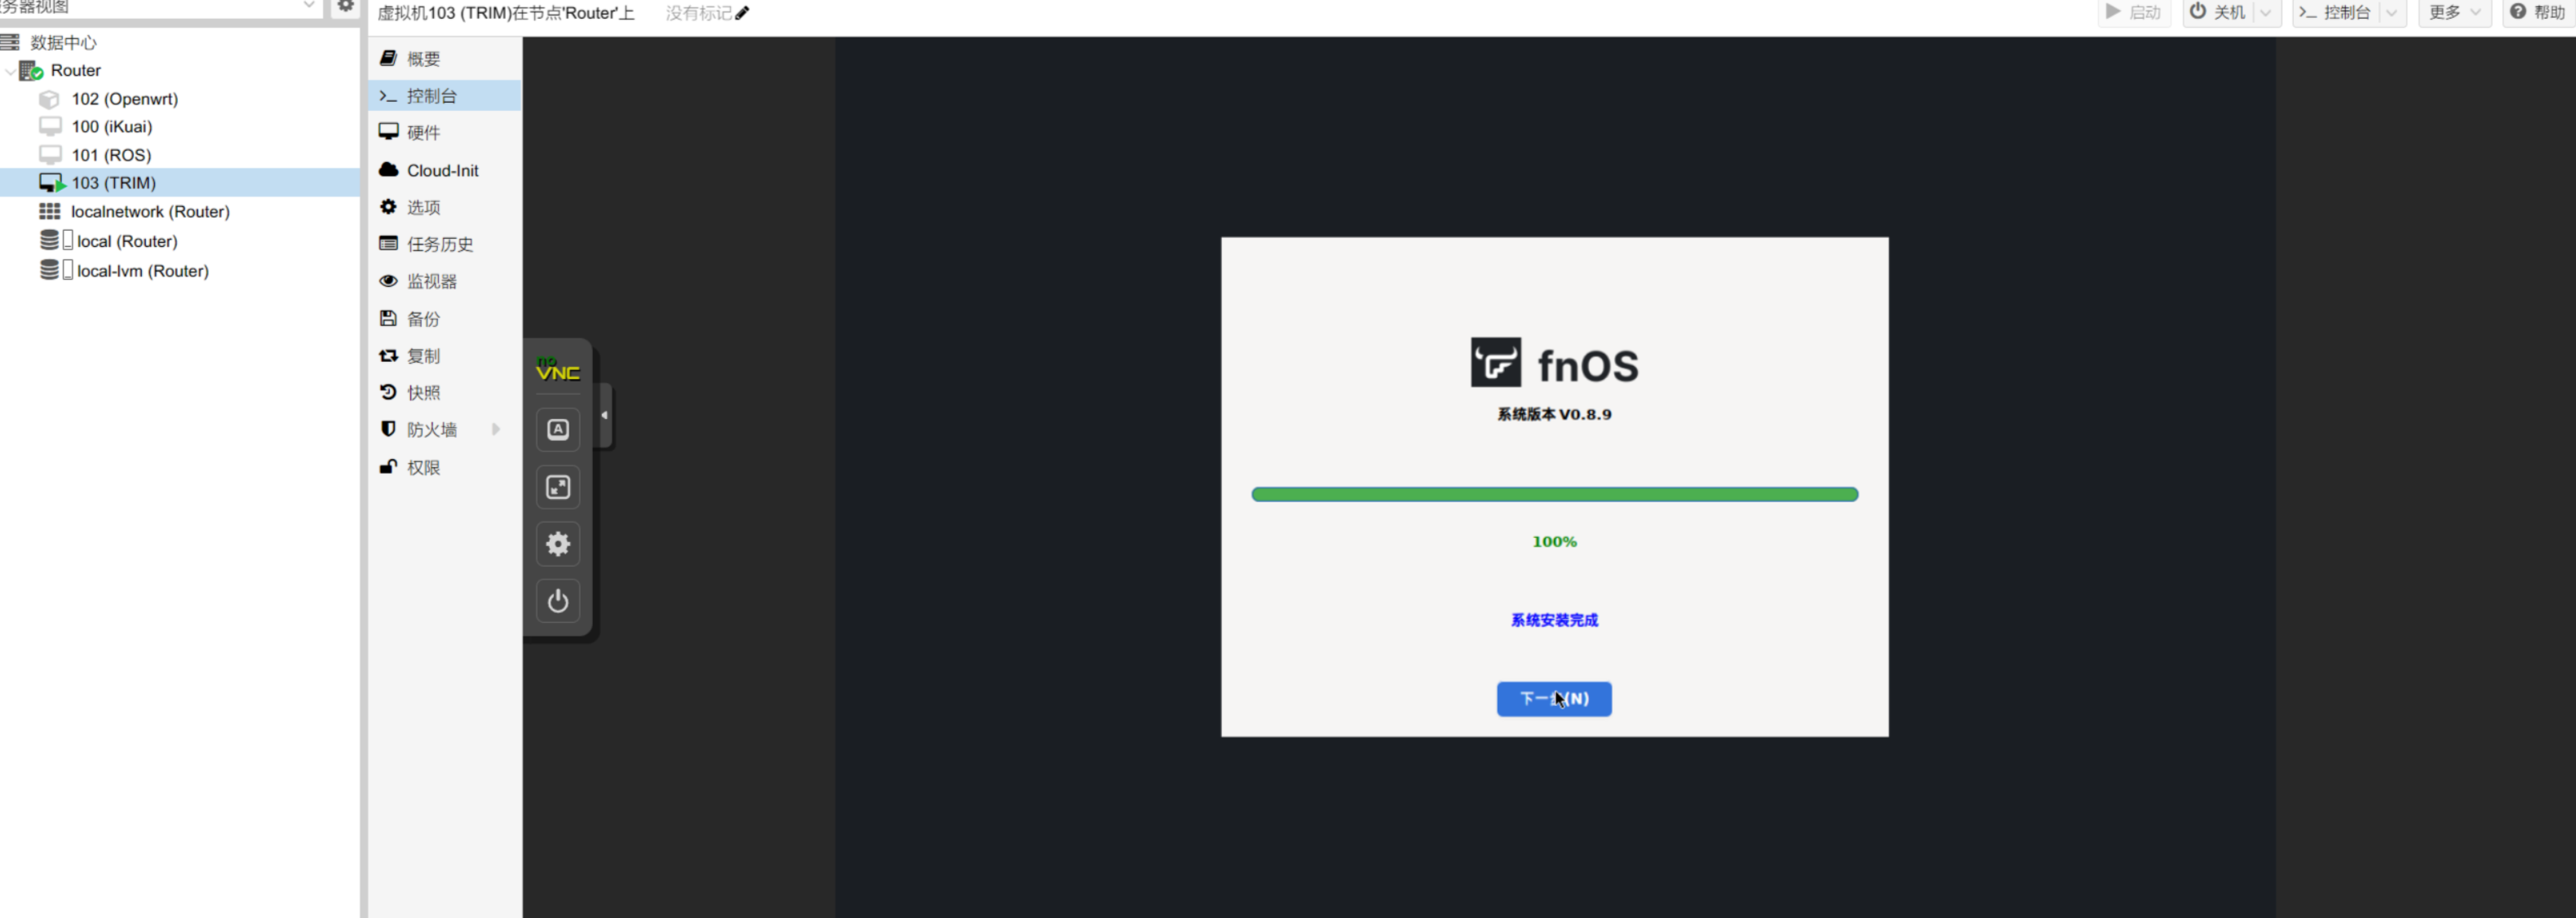 务器视图
虚拟机103 (TRIM)在节点'Router'上
没有标记
启动
关机
控制台
更多
帮助
数据中心
Router
102 (Openwrt)
100 (iKuai)
101 (ROS)
103 (TRIM)
localnetwork (Router)
local (Router)
local-lvm (Router)
概要
控制台
硬件
Cloud-Init
选项
任务历史
监视器
备份
复制
快照
防火墙
权限
no
VNC
A
fnOS
系统版本 V0.8.9
100%
系统安装完成
下一步(N)